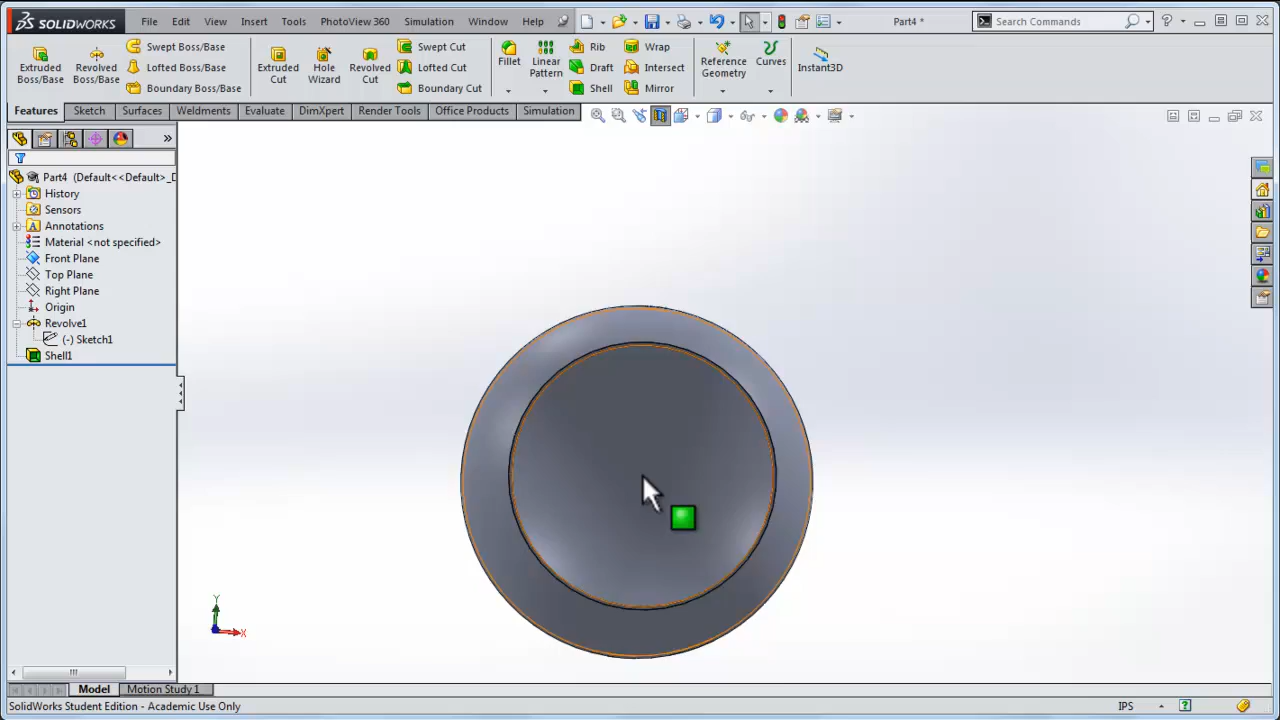 SOLIDWORKS File Edit View Insert Tools PhotoView 360 Simulation Window Help Part4 * Search Commands
Extruded Boss/Base
Revolved Boss/Base
Swept Boss/Base
Lofted Boss/Base
Boundary Boss/Base
Extruded Cut
Hole Wizard
Revolved Cut
Swept Cut
Lofted Cut
Boundary Cut
Fillet
Linear Pattern
Rib
Draft
Shell
Wrap
Intersect
Mirror
Reference Geometry
Curves
Instant3D
Features Sketch Surfaces Weldments Evaluate DimXpert Render Tools Office Products Simulation
Part4 (Default<<Default>_D
History
Sensors
Annotations
Material <not specified>
Front Plane
Top Plane
Right Plane
Origin
Revolve1
(-) Sketch1
Shell1
Y
X
Model Motion Study 1
SolidWorks Student Edition - Academic Use Only IPS